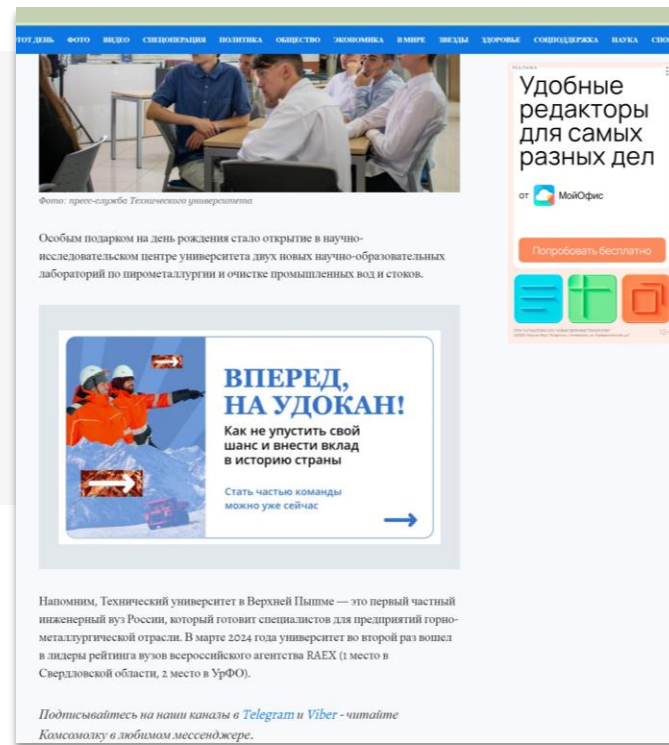 ЭТОТ ДЕНЬ ФОТО ВИДЕО СПЕЦОПЕРАЦИЯ ПОЛИТИКА ОБЩЕСТВО ЭКОНОМИКА В МИРЕ ЗВЕЗДЫ ЗДОРОВЬЕ СОЦПОДДЕРЖКА НАУКА СПО
Фото: пресс-служба Технического университета
Особым подарком на день рождения стало открытие в научно-
исследовательском центре университета двух новых научно-образовательных
лабораторий по пирометаллургии и очистке промышленных вод и стоков.
ВПЕРЕД,
НА УДОКАН!
Как не упустить свой
шанс и внести вклад
в историю страны
Стать частью команды
можно уже сейчас
Напомним, Технический университет в Верхней Пышме — это первый частный
инженерный вуз России, который готовит специалистов для предприятий горно-
металлургической отрасли. В марте 2024 года университет во второй раз вошел
в лидеры рейтинга вузов всероссийского агентства RAEX (1 место в
Свердловской области, 2 место в УрФО).
Подписывайтесь на наши каналы в Telegram и Viber - читайте
Комсомолку в любимом мессенджере.
РЕКЛАМА
Удобные
редакторы
для самых
разных дел
от МойОфис
Попробовать бесплатно